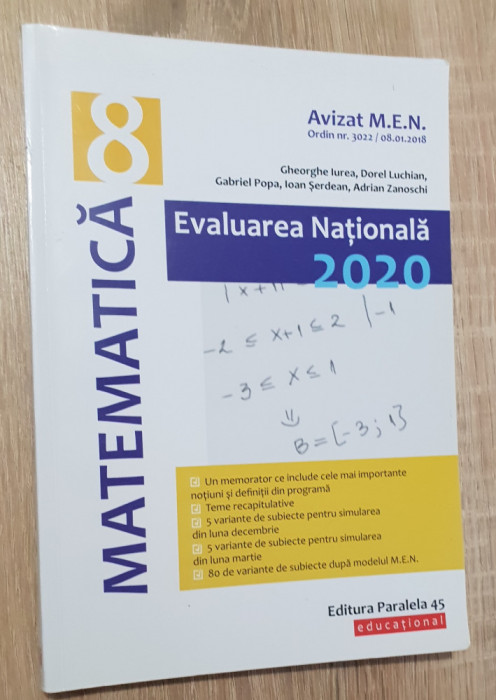 Avizat M.E.N.
Ordin nr. 3022 / 08.01.2018
Gheorghe Iurea, Dorel Luchian,
Gabriel Popa, Ioan Șerdean, Adrian Zanoschi
MATEMATICĂ 8
Evaluarea Națională
2020
-2 ≤ x+1 ≤ 2 |-1
-3 ≤ x ≤ 1
⇓
B = [-3 ; 1]
Un memorator ce include cele mai importante
noțiuni și definiții din programă
Teme recapitulative
5 variante de subiecte pentru simularea
din luna decembrie
5 variante de subiecte pentru simularea
din luna martie
80 de variante de subiecte după modelul M.E.N.
Editura Paralela 45
educațional